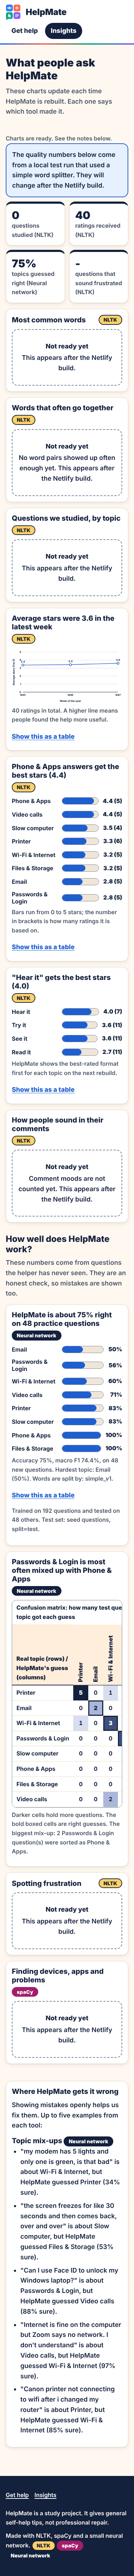 HelpMate
Get help Insights
What people ask
HelpMate
These charts update each time
HelpMate is rebuilt. Each one says
which tool made it.
Charts are ready. See the notes below.
The quality numbers below come
from a local test run that used a
simple word splitter. They will
change after the Netlify build.
0
questions
studied (NLTK)
40
ratings received
(NLTK)
75%
topics guessed
right (Neural
network)
-
questions that
sound frustrated
(NLTK)
Most common words NLTK
Not ready yet
This appears after the Netlify
build.
Words that often go together
NLTK
Not ready yet
No word pairs showed up often
enough yet. This appears after
the Netlify build.
Questions we studied, by topic
NLTK
Not ready yet
This appears after the Netlify
build.
Average stars were 3.6 in the
latest week
NLTK
40 ratings in total. A higher line means
people found the help more useful.
Show this as a table
Phone & Apps answers get the
best stars (4.4)
NLTK
Phone & Apps 4.4 (5)
Video calls 4.4 (5)
Slow computer 3.5 (4)
Printer 3.3 (6)
Wi-Fi & Internet 3.2 (5)
Files & Storage 3.2 (5)
Email 2.8 (5)
Passwords &
Login 2.8 (5)
Bars run from 0 to 5 stars; the number
in brackets is how many ratings it is
based on.
Show this as a table
"Hear it" gets the best stars
(4.0)
NLTK
Hear it 4.0 (7)
Try it 3.6 (11)
See it 3.6 (11)
Read it 2.7 (11)
HelpMate shows the best-rated format
first for each topic on the next rebuild.
Show this as a table
How people sound in their
comments
NLTK
Not ready yet
Comment moods are not
counted yet. This appears after
the Netlify build.
How well does HelpMate
work?
These numbers come from questions
the helper has never seen. They are an
honest check, so mistakes are shown
too.
HelpMate is about 75% right
on 48 practice questions
Neural network
Email 50%
Passwords &
Login 56%
Wi-Fi & Internet 60%
Video calls 71%
Printer 83%
Slow computer 83%
Phone & Apps 100%
Files & Storage 100%
Accuracy 75%, macro F1 74.4%, on 48
new questions. Hardest topic: Email
(50%). Words are split by: simple_v1.
Show this as a table
Trained on 192 questions and tested on
48 others. Test set: seed questions,
split=test.
Passwords & Login is most
often mixed up with Phone &
Apps
Neural network
Confusion matrix: how many test que
topic got each guess
Real topic (rows) /
HelpMate's guess
(columns)
Printer
Email
Wi-Fi & Internet
Printer 5 0 1
Email 0 2 0
Wi-Fi & Internet 1 0 3
Passwords & Login 0 0 0
Slow computer 0 0 0
Phone & Apps 0 0 0
Files & Storage 0 0 0
Video calls 0 0 2
Darker cells hold more questions. The
bold boxed cells are right guesses. The
biggest mix-up: 2 Passwords & Login
question(s) were sorted as Phone &
Apps.
Spotting frustration NLTK
Not ready yet
This appears after the Netlify
build.
Finding devices, apps and
problems
spaCy
Not ready yet
This appears after the Netlify
build.
Where HelpMate gets it wrong
Showing mistakes openly helps us
fix them. Up to five examples from
each tool:
Topic mix-ups Neural network
"my modem has 5 lights and
only one is green, is that bad" is
about Wi-Fi & Internet, but
HelpMate guessed Printer (34%
sure).
"the screen freezes for like 30
seconds and then comes back,
over and over" is about Slow
computer, but HelpMate
guessed Files & Storage (53%
sure).
"Can I use Face ID to unlock my
Windows laptop?" is about
Passwords & Login, but
HelpMate guessed Video calls
(88% sure).
"Internet is fine on the computer
but Zoom says no network. I
don't understand" is about
Video calls, but HelpMate
guessed Wi-Fi & Internet (97%
sure).
"Canon printer not connecting
to wifi after i changed my
router" is about Printer, but
HelpMate guessed Wi-Fi &
Internet (85% sure).
Get help Insights
HelpMate is a study project. It gives general
self-help tips, not professional repair.
Made with NLTK, spaCy and a small neural
network. NLTK spaCy
Neural network